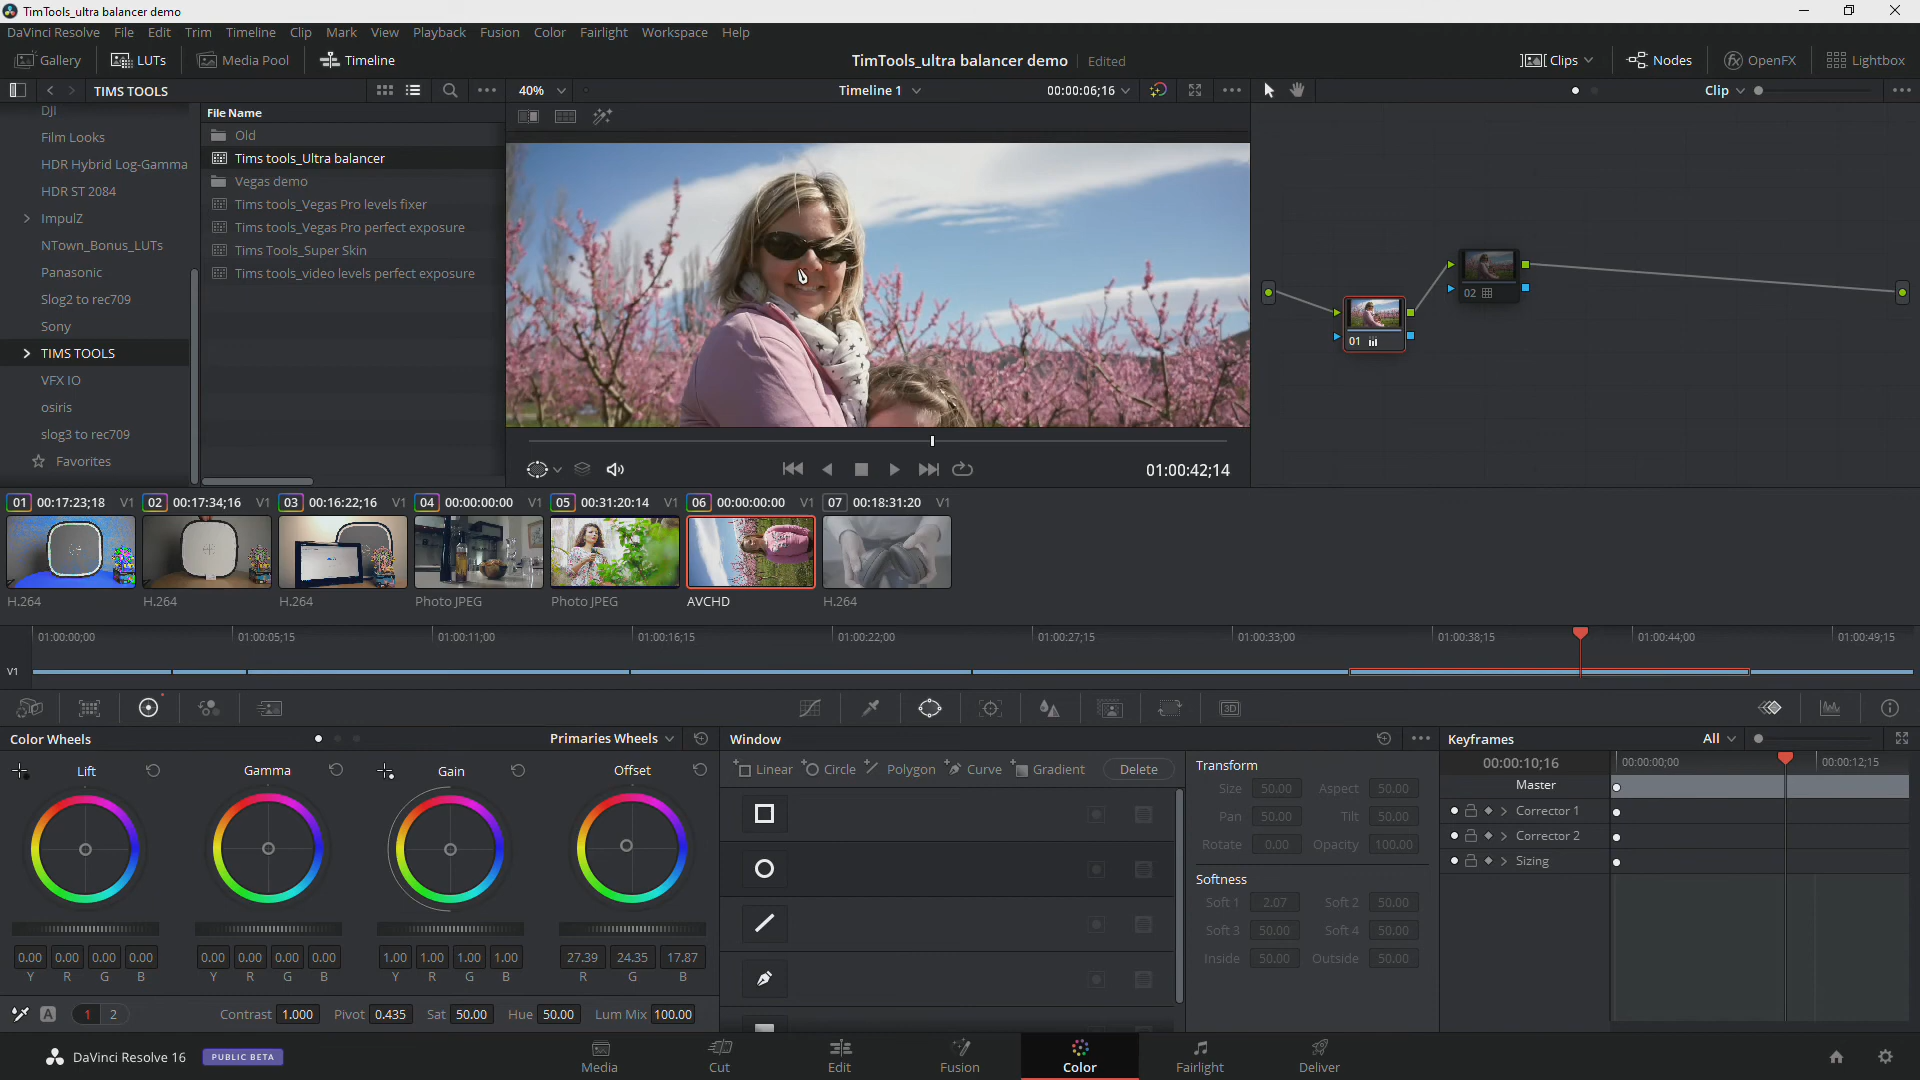 TimTools_ultra balancer demo
DaVinci Resolve File Edit Trim Timeline Clip Mark View Playback Fusion Color Fairlight Workspace Help
Gallery LUTs Media Pool Timeline TimTools_ultra balancer demo Edited Clips Nodes OpenFX Lightbox
TIMS TOOLS 40% Timeline 1 00:00:06;16 Clip
DJI
Film Looks
HDR Hybrid Log-Gamma
HDR ST 2084
ImpulZ
NTown_Bonus_LUTs
Panasonic
Slog2 to rec709
Sony
TIMS TOOLS
VFX IO
osiris
slog3 to rec709
Favorites
File Name
Old
Tims tools_Ultra balancer
Vegas demo
Tims tools_Vegas Pro levels fixer
Tims tools_Vegas Pro perfect exposure
Tims Tools_Super Skin
Tims tools_video levels perfect exposure
01:00:42;14
01
02
01 00:17:23;18 V1 02 00:17:34;16 V1 03 00:16:22;16 V1 04 00:00:00:00 V1 05 00:31:20:14 V1 06 00:00:00:00 V1 07 00:18:31:20 V1
H.264 H.264 H.264 Photo JPEG Photo JPEG AVCHD H.264
01:00:00;00 01:00:05;15 01:00:11;00 01:00:16;15 01:00:22;00 01:00:27;15 01:00:33;00 01:00:38;15 01:00:44;00 01:00:49;15
V1
3D
Color Wheels Primaries Wheels
Lift Gamma Gain Offset
0.00 0.00 0.00 0.00 0.00 0.00 0.00 0.00 1.00 1.00 1.00 1.00 27.39 24.35 17.87
Y R G B Y R G B Y R G B R G B
A 1 2 Contrast 1.000 Pivot 0.435 Sat 50.00 Hue 50.00 Lum Mix 100.00
Window
Linear Circle Polygon Curve Gradient Delete
Transform
Size 50.00 Aspect 50.00
Pan 50.00 Tilt 50.00
Rotate 0.00 Opacity 100.00
Softness
Soft 1 2.07 Soft 2 50.00
Soft 3 50.00 Soft 4 50.00
Inside 50.00 Outside 50.00
Keyframes All
00:00:10;16 00:00:00;00 00:00:12;15
Master
Corrector 1
Corrector 2
Sizing
DaVinci Resolve 16 PUBLIC BETA Media Cut Edit Fusion Color Fairlight Deliver